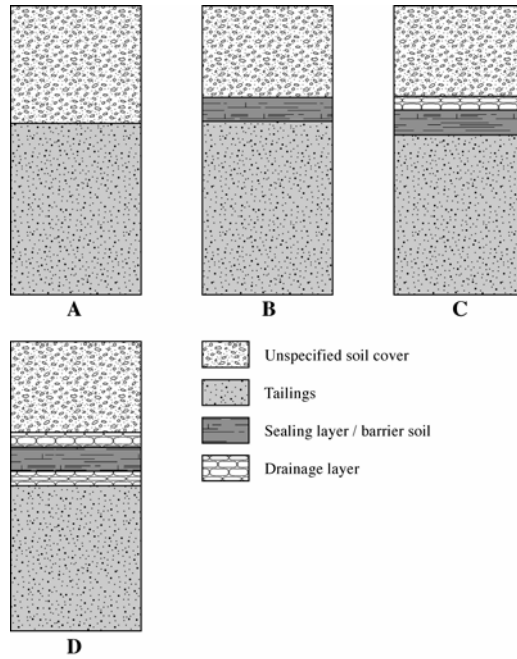 A
B
C
Unspecified soil cover
Tailings
Sealing layer / barrier soil
Drainage layer
D